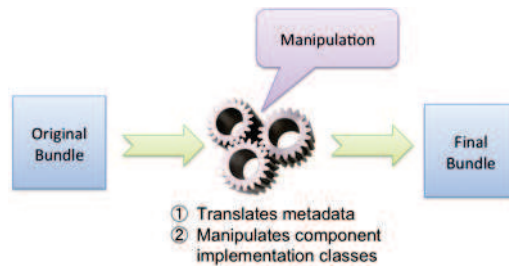 Manipulation
Original
Bundle
Final
Bundle
① Translates metadata
② Manipulates component
implementation classes